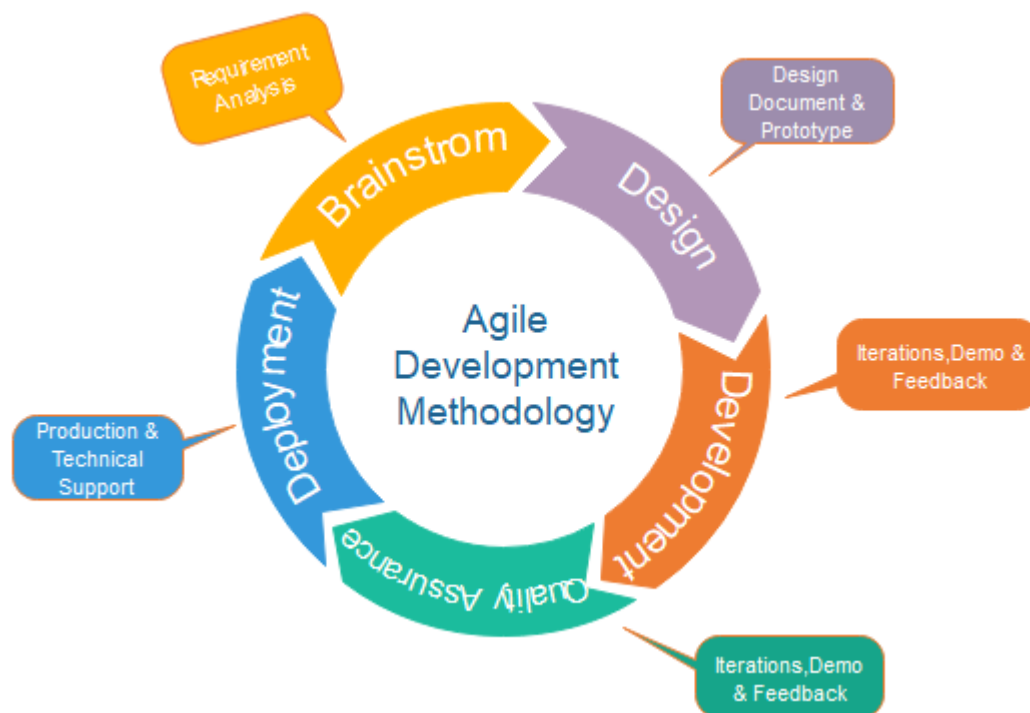 Requirement
Analysis
Brainstrom
Design
Document &
Prototype
Design
Agile
Development
Methodology
Iterations,Demo &
Feedback
Development
Production &
Technical
Support
Deployment
Quality Assurance
Iterations,Demo
& Feedback